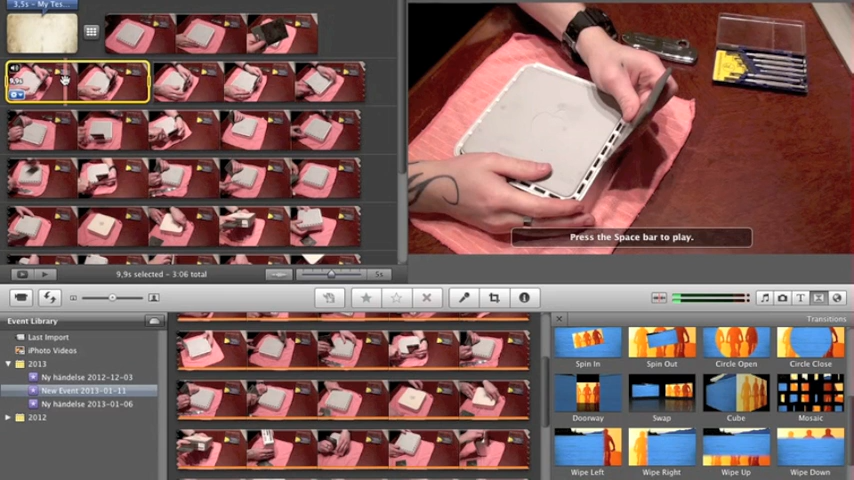 3,5s - My Tes...
9,9s
Press the Space bar to play.
9,9s selected - 3:06 total
5s
Event Library
Last Import
iPhoto Videos
2013
Ny händelse 2012-12-03
New Event 2013-01-11
Ny händelse 2013-01-06
2012
Transitions
Spin In
Spin Out
Circle Open
Circle Close
Doorway
Swap
Cube
Mosaic
Wipe Left
Wipe Right
Wipe Up
Wipe Down